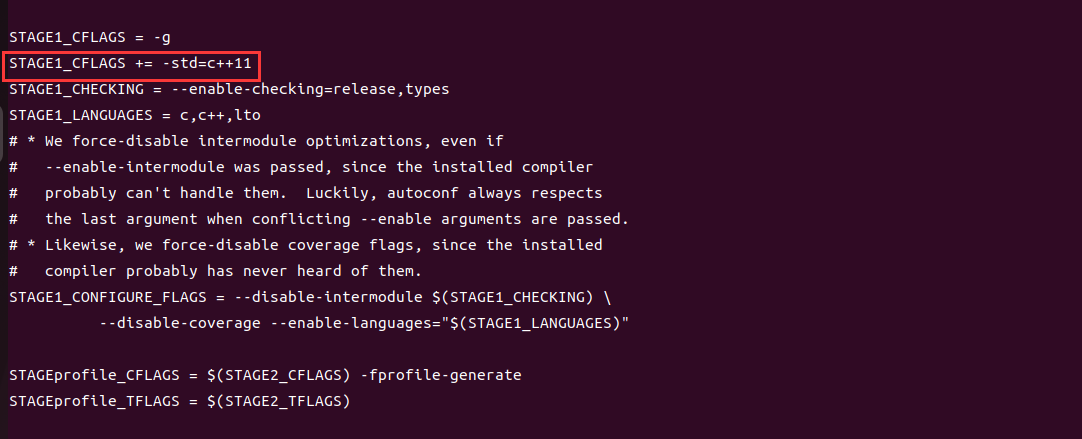 STAGE1_CFLAGS = -g
STAGE1_CFLAGS += -std=c++11
STAGE1_CHECKING = --enable-checking=release,types
STAGE1_LANGUAGES = c,c++,lto
# * We force-disable intermodule optimizations, even if
#   --enable-intermodule was passed, since the installed compiler
#   probably can't handle them.  Luckily, autoconf always respects
#   the last argument when conflicting --enable arguments are passed.
# * Likewise, we force-disable coverage flags, since the installed
#   compiler probably has never heard of them.
STAGE1_CONFIGURE_FLAGS = --disable-intermodule $(STAGE1_CHECKING) \
          --disable-coverage --enable-languages="$(STAGE1_LANGUAGES)"
STAGEprofile_CFLAGS = $(STAGE2_CFLAGS) -fprofile-generate
STAGEprofile_TFLAGS = $(STAGE2_TFLAGS)